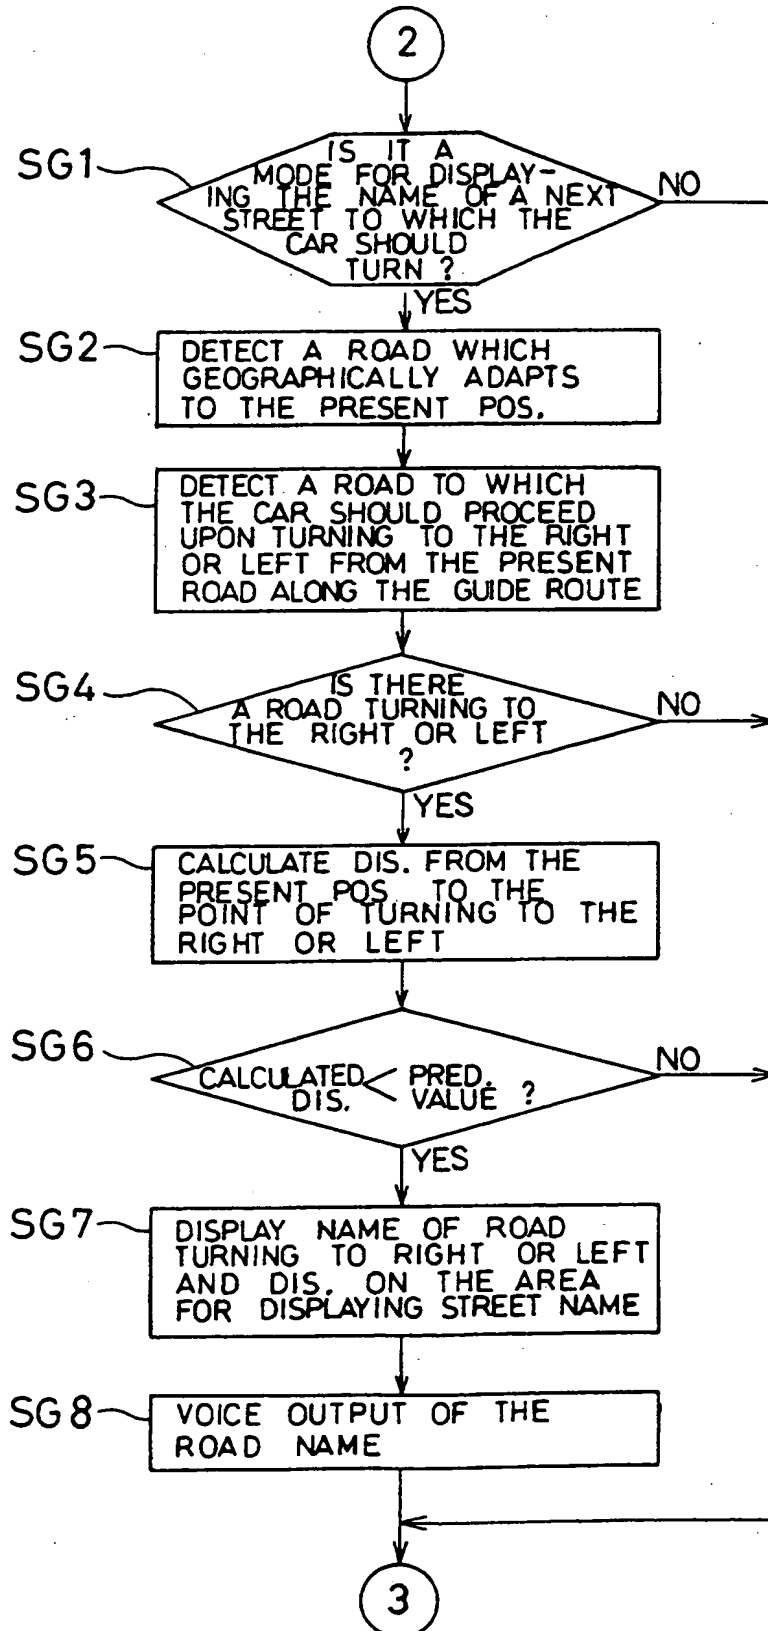 2
SG1
IS IT A
MODE FOR DISPLAY-
ING THE NAME OF A NEXT
STREET TO WHICH THE
CAR SHOULD
TURN ?
NO
YES
SG2
DETECT A ROAD WHICH
GEOGRAPHICALLY ADAPTS
TO THE PRESENT POS.
SG3
DETECT A ROAD TO WHICH
THE CAR SHOULD PROCEED
UPON TURNING TO THE RIGHT
OR LEFT FROM THE PRESENT
ROAD ALONG THE GUIDE ROUTE
SG4
IS THERE
A ROAD TURNING TO
THE RIGHT OR LEFT
?
NO
YES
SG5
CALCULATE DIS. FROM THE
PRESENT POS. TO THE
POINT OF TURNING TO THE
RIGHT OR LEFT
SG6
CALCULATED < PRED.
DIS. VALUE ?
NO
YES
SG7
DISPLAY NAME OF ROAD
TURNING TO RIGHT OR LEFT
AND DIS. ON THE AREA
FOR DISPLAYING STREET NAME
SG8
VOICE OUTPUT OF THE
ROAD NAME
3